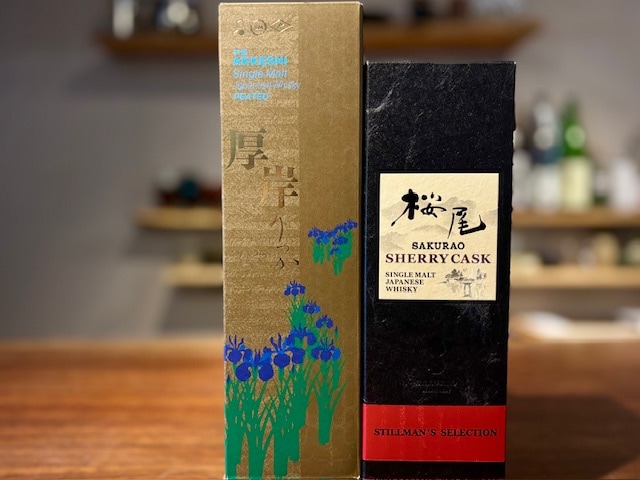 AKKESHI
Single Malt
Japanese Whisky
PEATED
厚岸
桜尾
SAKURAO
SHERRY CASK
SINGLE MALT
JAPANESE
WHISKY
STILLMAN'S SELECTION